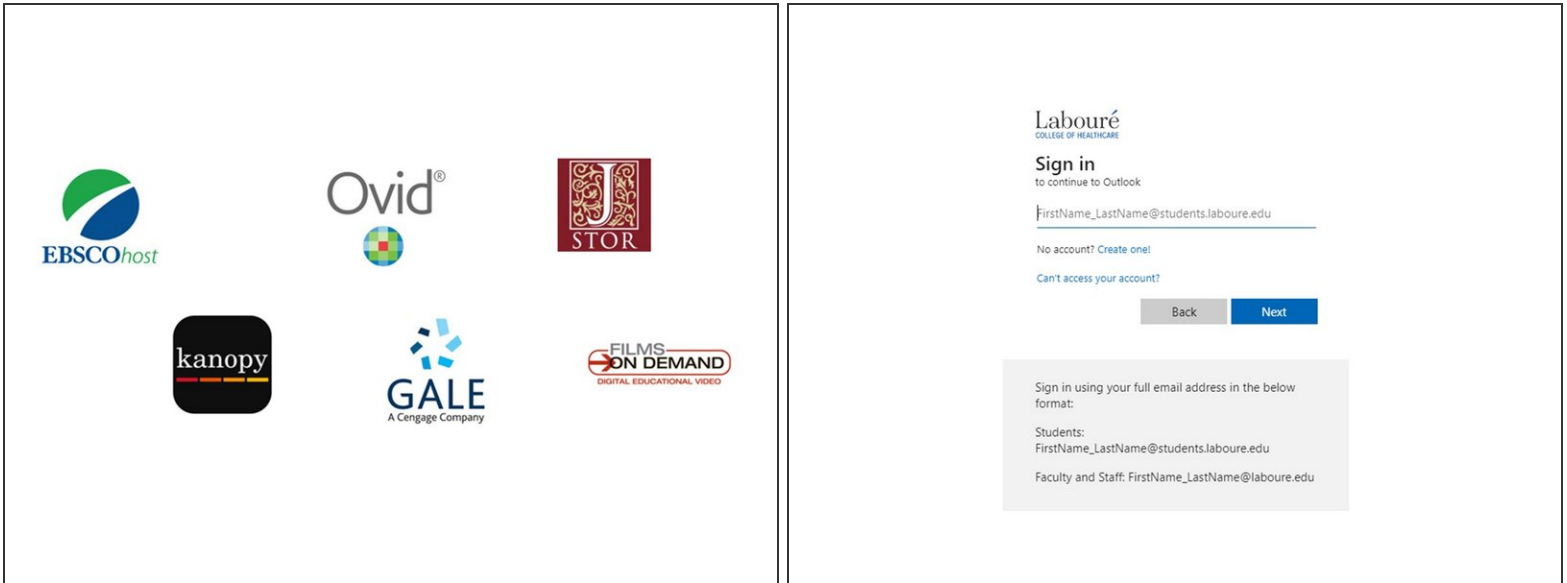 EBSCOhost
Ovid®
JSTOR
kanopy
GALE
A Cengage Company
FILMS
ON DEMAND
DIGITAL EDUCATIONAL VIDEO
Labouré
COLLEGE OF HEALTHCARE
Sign in
to continue to Outlook
FirstName_LastName@students.laboure.edu
No account? Create one!
Can't access your account?
Back
Next
Sign in using your full email address in the below
format:
Students:
FirstName_LastName@students.laboure.edu
Faculty and Staff: FirstName_LastName@laboure.edu